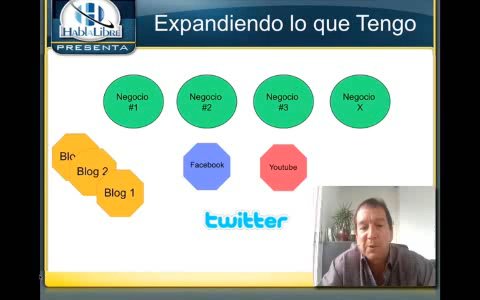 HablaLibre
PRESENTA
Expandiendo lo que Tengo
Negocio
#1
Negocio
#2
Negocio
#3
Negocio
X
Blo
Blog 2
Blog 1
Facebook
Youtube
twitter